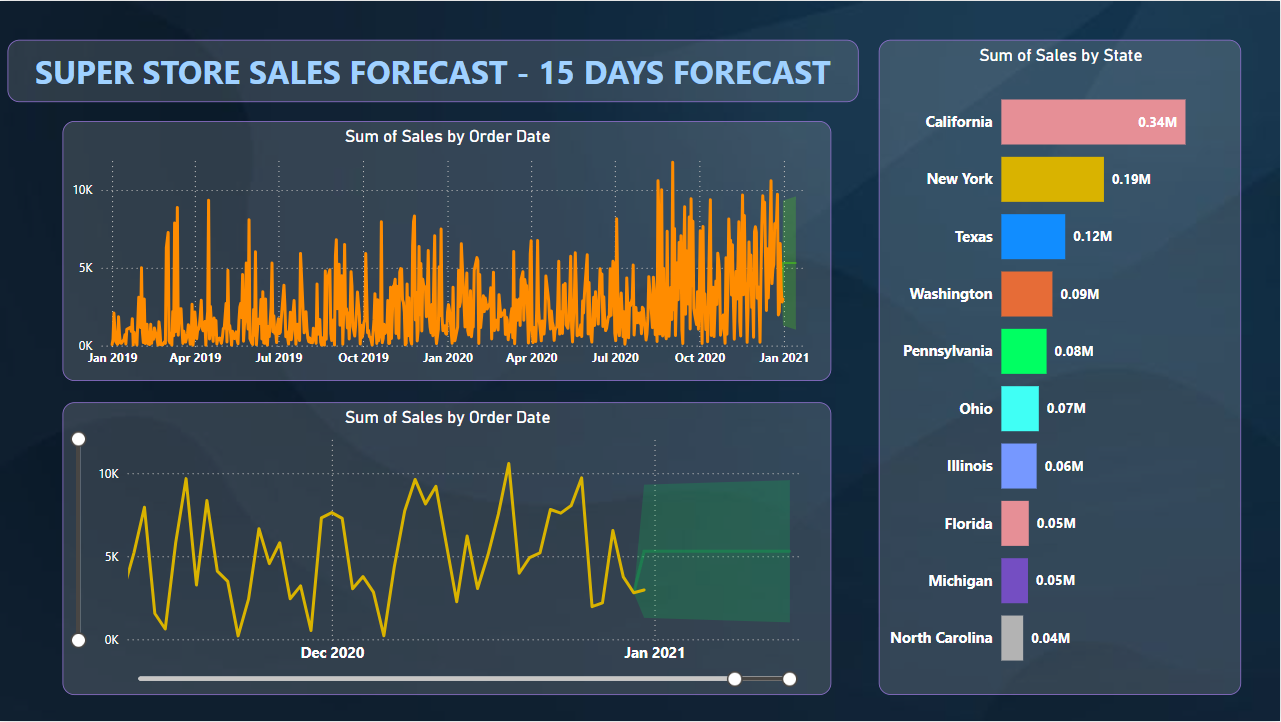 SUPER STORE SALES FORECAST - 15 DAYS FORECAST
Sum of Sales by Order Date
10K
5K
0K
Jan 2019 Apr 2019 Jul 2019 Oct 2019 Jan 2020 Apr 2020 Jul 2020 Oct 2020 Jan 2021
Sum of Sales by Order Date
10K
5K
0K
Dec 2020 Jan 2021
Sum of Sales by State
California 0.34M
New York 0.19M
Texas 0.12M
Washington 0.09M
Pennsylvania 0.08M
Ohio 0.07M
Illinois 0.06M
Florida 0.05M
Michigan 0.05M
North Carolina 0.04M